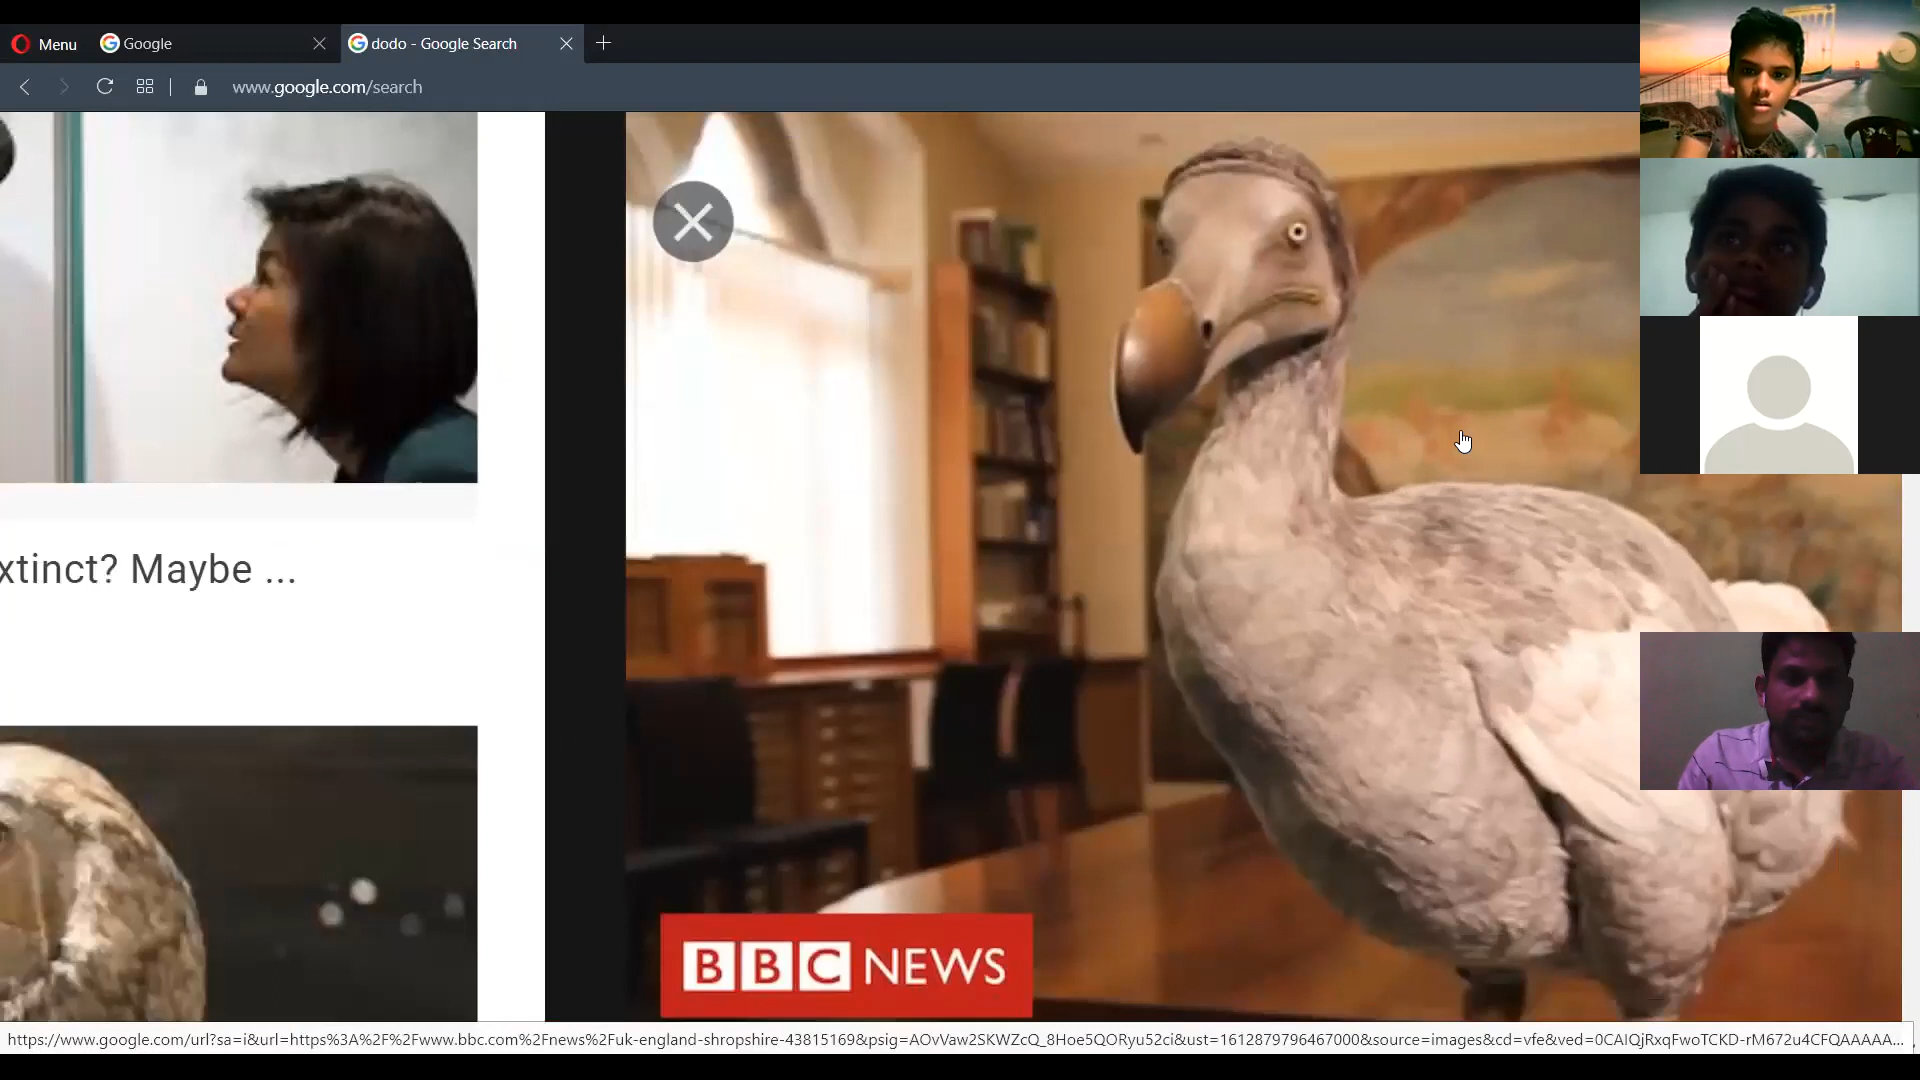 Menu
Google
dodo - Google Search
www.google.com/search
xtinct? Maybe ...
BBC NEWS
https://www.google.com/url?sa=i&url=https%3A%2F%2Fwww.bbc.com%2Fnews%2Fuk-england-shropshire-43815169&psig=AOvVaw2SKWZcQ_8Hoe5QORyu52ci&ust=1612879796467000&source=images&cd=vfe&ved=0CAIQjRxqFwoTCKD-rM672u4CFQAAAAA...